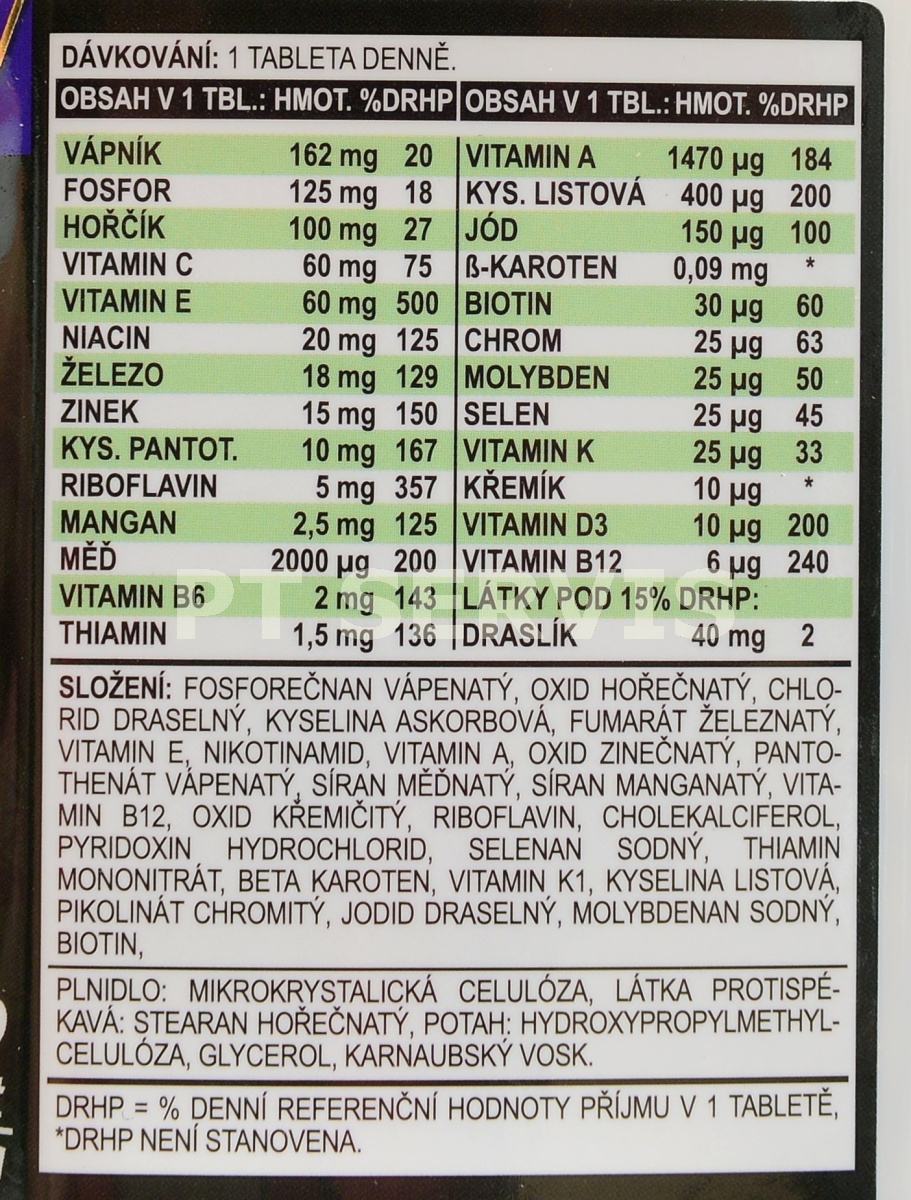 DÁVKOVÁNÍ: 1 TABLETA DENNĚ.
OBSAH V 1 TBL.: HMOT. %DRHP OBSAH V 1 TBL.: HMOT. %DRHP
VÁPNÍK 162 mg 20 VITAMIN A 1470 µg 184
FOSFOR 125 mg 18 KYS. LISTOVÁ 400 µg 200
HOŘČÍK 100 mg 27 JÓD 150 µg 100
VITAMIN C 60 mg 75 ß-KAROTEN 0,09 mg *
VITAMIN E 60 mg 500 BIOTIN 30 µg 60
NIACIN 20 mg 125 CHROM 25 µg 63
ŽELEZO 18 mg 129 MOLYBDEN 25 µg 50
ZINEK 15 mg 150 SELEN 25 µg 45
KYS. PANTOT. 10 mg 167 VITAMIN K 25 µg 33
RIBOFLAVIN 5 mg 357 KŘEMÍK 10 µg *
MANGAN 2,5 mg 125 VITAMIN D3 10 µg 200
MĚĎ 2000 µg 200 VITAMIN B12 6 µg 240
VITAMIN B6 2 mg 143 LÁTKY POD 15% DRHP:
THIAMIN 1,5 mg 136 DRASLÍK 40 mg 2
PT SERVIS
SLOŽENÍ: FOSFOREČNAN VÁPENATÝ, OXID HOŘEČNATÝ, CHLO-
RID DRASELNÝ, KYSELINA ASKORBOVÁ, FUMARÁT ŽELEZNATÝ,
VITAMIN E, NIKOTINAMID, VITAMIN A, OXID ZINEČNATÝ, PANTO-
THENÁT VÁPENATÝ, SÍRAN MĚĎNATÝ, SÍRAN MANGANATÝ, VITA-
MIN B12, OXID KŘEMIČITÝ, RIBOFLAVIN, CHOLEKALCIFEROL,
PYRIDOXIN HYDROCHLORID, SELENAN SODNÝ, THIAMIN
MONONITRÁT, BETA KAROTEN, VITAMIN K1, KYSELINA LISTOVÁ,
PIKOLINÁT CHROMITÝ, JODID DRASELNÝ, MOLYBDENAN SODNÝ,
BIOTIN,
PLNIDLO: MIKROKRYSTALICKÁ CELULÓZA, LÁTKA PROTISPÉ-
KAVÁ: STEARAN HOŘEČNATÝ, POTAH: HYDROXYPROPYLMETHYL-
CELULÓZA, GLYCEROL, KARNAUBSKÝ VOSK.
DRHP = % DENNÍ REFERENČNÍ HODNOTY PŘÍJMU V 1 TABLETĚ,
*DRHP NENÍ STANOVENA.